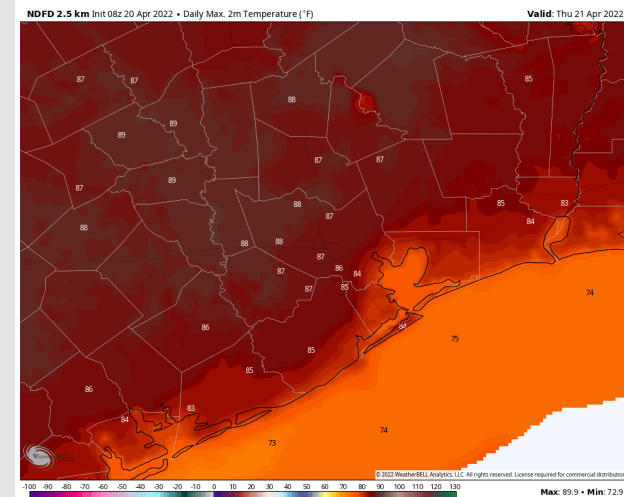 NDFD 2.5 km Init 08z 20 Apr 2022 • Daily Max. 2m Temperature (°F)
Valid: Thu 21 Apr 2022
87 87 85
88
89 89
87 87
89 87
88 85 83
87 84
88
88 88
87
87 86 84
87 85
74
86 84
75
85
85
86
83
84
74
73
© 2022 WeatherBELL Analytics, LLC. All rights reserved. License required for commercial distribution
-100 -90 -80 -70 -60 -50 -40 -30 -20 -10 0 10 20 30 40 50 60 70 80 90 100 110 120 130
Max: 89.9 • Min: 72.9